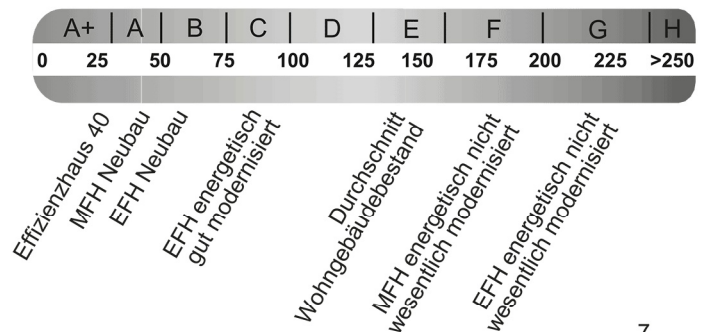 A+ A B C D E F G H
0 25 50 75 100 125 150 175 200 225 >250
Effizienzhaus 40
MFH Neubau
EFH Neubau
EFH energetisch
gut modernisiert
Durchschnitt
Wohngebäudebestand
MFH energetisch nicht
wesentlich modernisiert
EFH energetisch nicht
wesentlich modernisiert
7